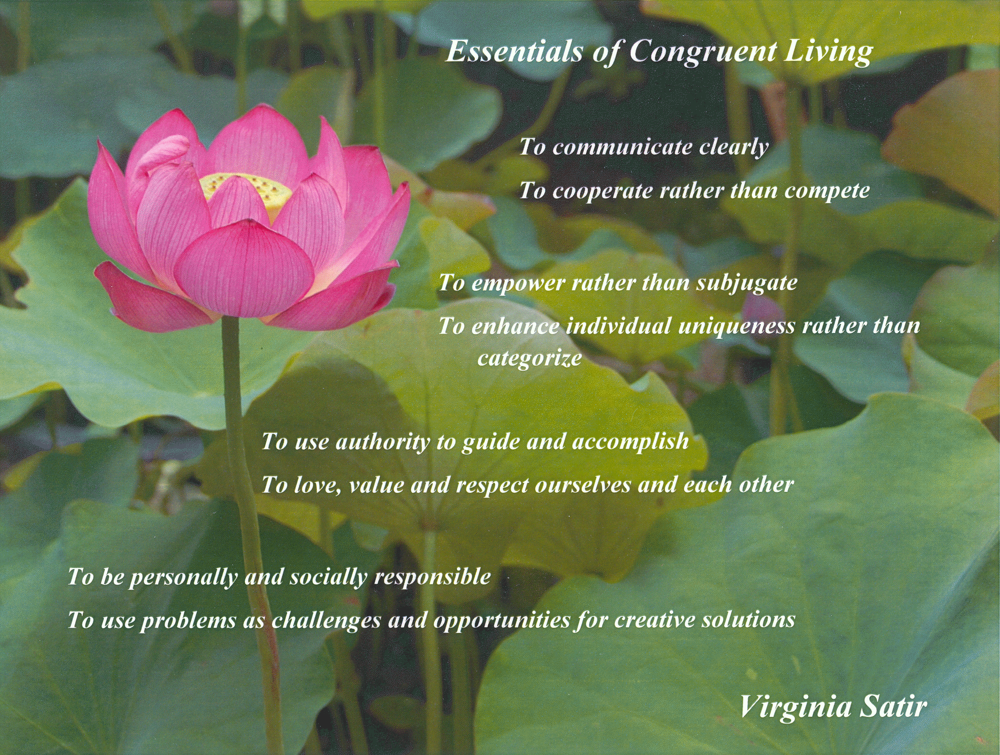 Essentials of Congruent Living
To communicate clearly
To cooperate rather than compete
To empower rather than subjugate
To enhance individual uniqueness rather than
categorize
To use authority to guide and accomplish
To love, value and respect ourselves and each other
To be personally and socially responsible
To use problems as challenges and opportunities for creative solutions
Virginia Satir